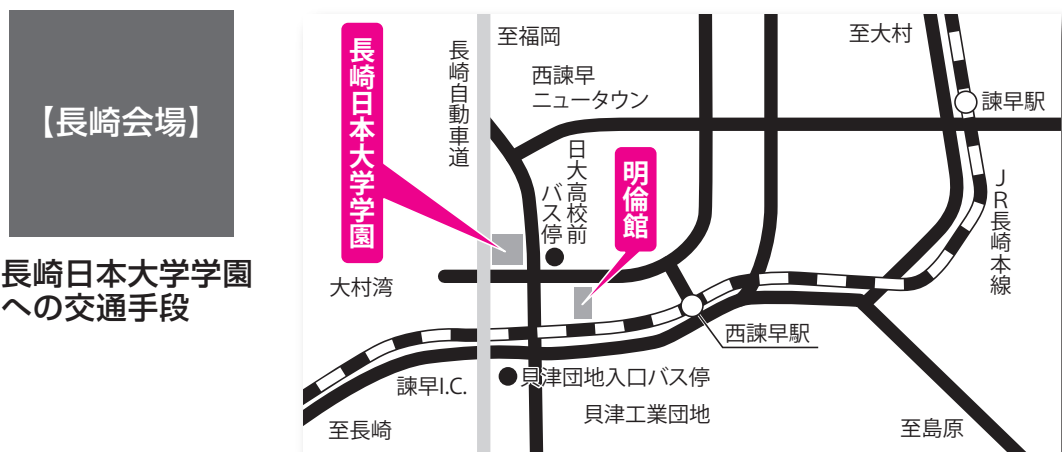 【長崎会場】
長崎日本大学学園
への交通手段
至福岡
至大村
長崎自動車道
西諫早
ニュータウン
諫早駅
長崎日本大学学園
日大高校前
バス停
明倫館
JR長崎本線
大村湾
西諫早駅
諫早I.C.
貝津団地入口バス停
貝津工業団地
至長崎
至島原